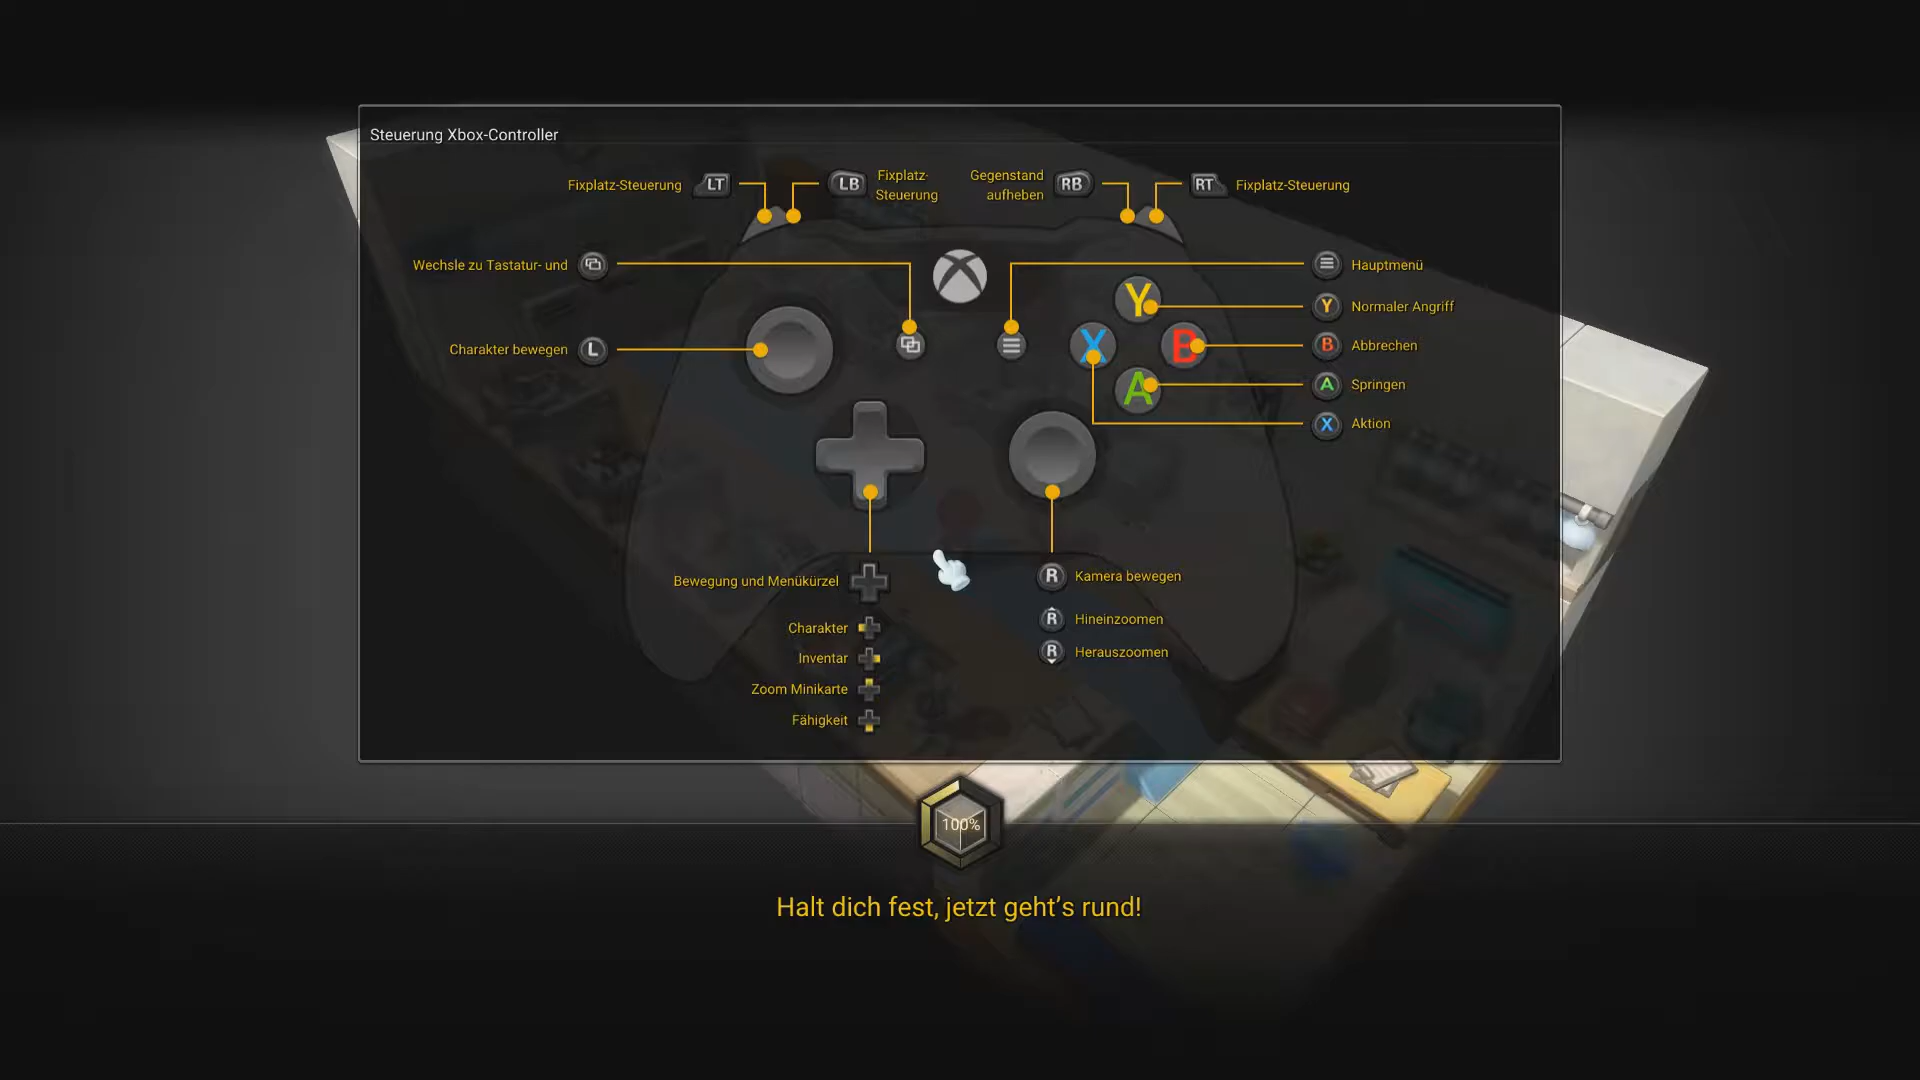 Steuerung Xbox-Controller
Fixplatz-Steuerung LT
LB Fixplatz-
Steuerung
Gegenstand
aufheben RB
RT Fixplatz-Steuerung
Wechsle zu Tastatur- und
Hauptmenü
Y
Y Normaler Angriff
Charakter bewegen L
X
B
B Abbrechen
A
A Springen
X Aktion
Bewegung und Menükürzel
R Kamera bewegen
Charakter
R Hineinzoomen
Inventar
R Herauszoomen
Zoom Minikarte
Fähigkeit
100%
Halt dich fest, jetzt geht's rund!